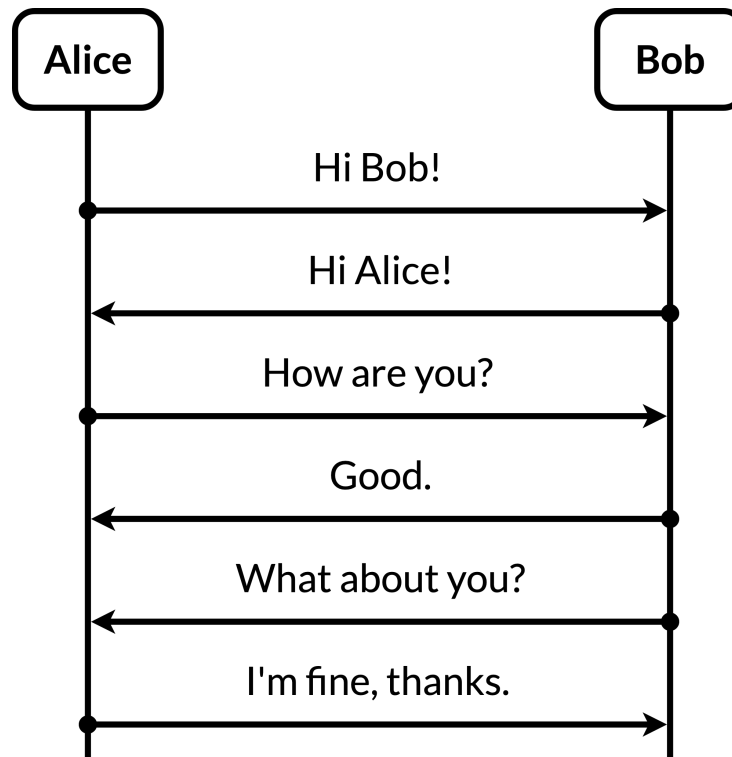 Alice
Bob
Hi Bob!
Hi Alice!
How are you?
Good.
What about you?
I'm fine, thanks.